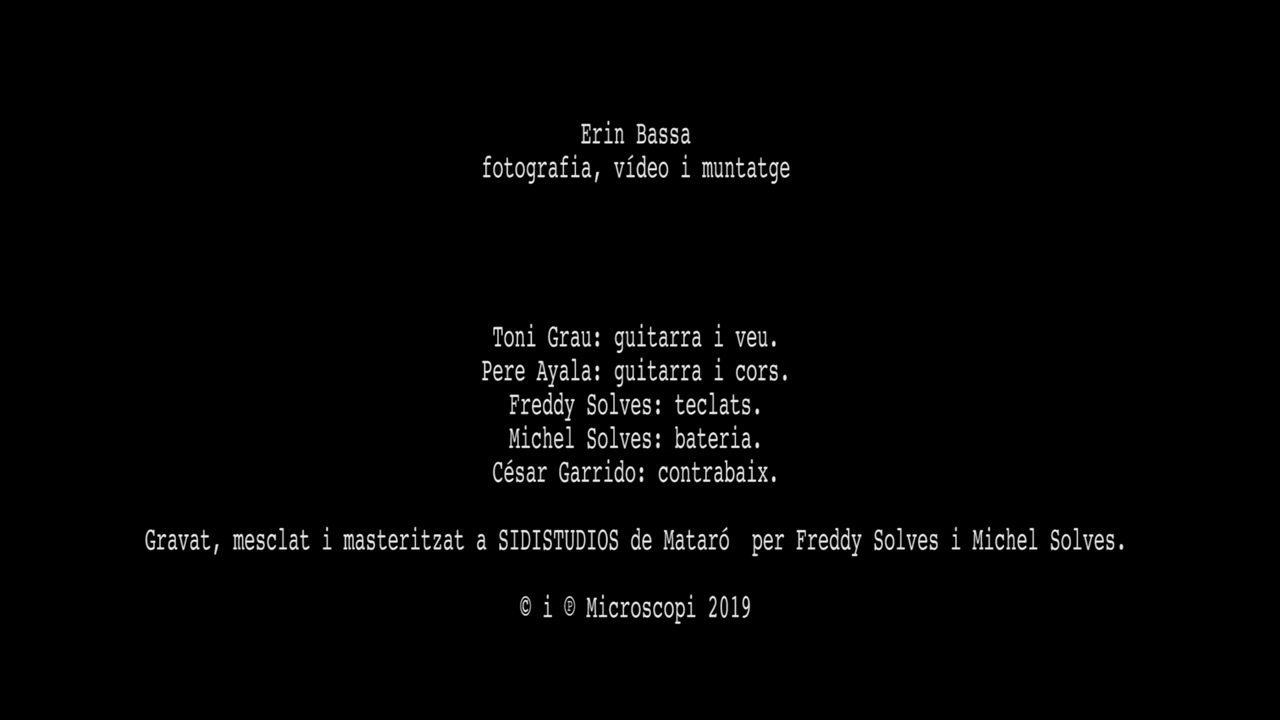 Erin Bassa
fotografia, vídeo i muntatge
Toni Grau: guitarra i veu.
Pere Ayala: guitarra i cors.
Freddy Solves: teclats.
Michel Solves: bateria.
César Garrido: contrabaix.
Gravat, mesclat i masteritzat a SIDISTUDIOS de Mataró  per Freddy Solves i Michel Solves.
© i ℗ Microscopi 2019